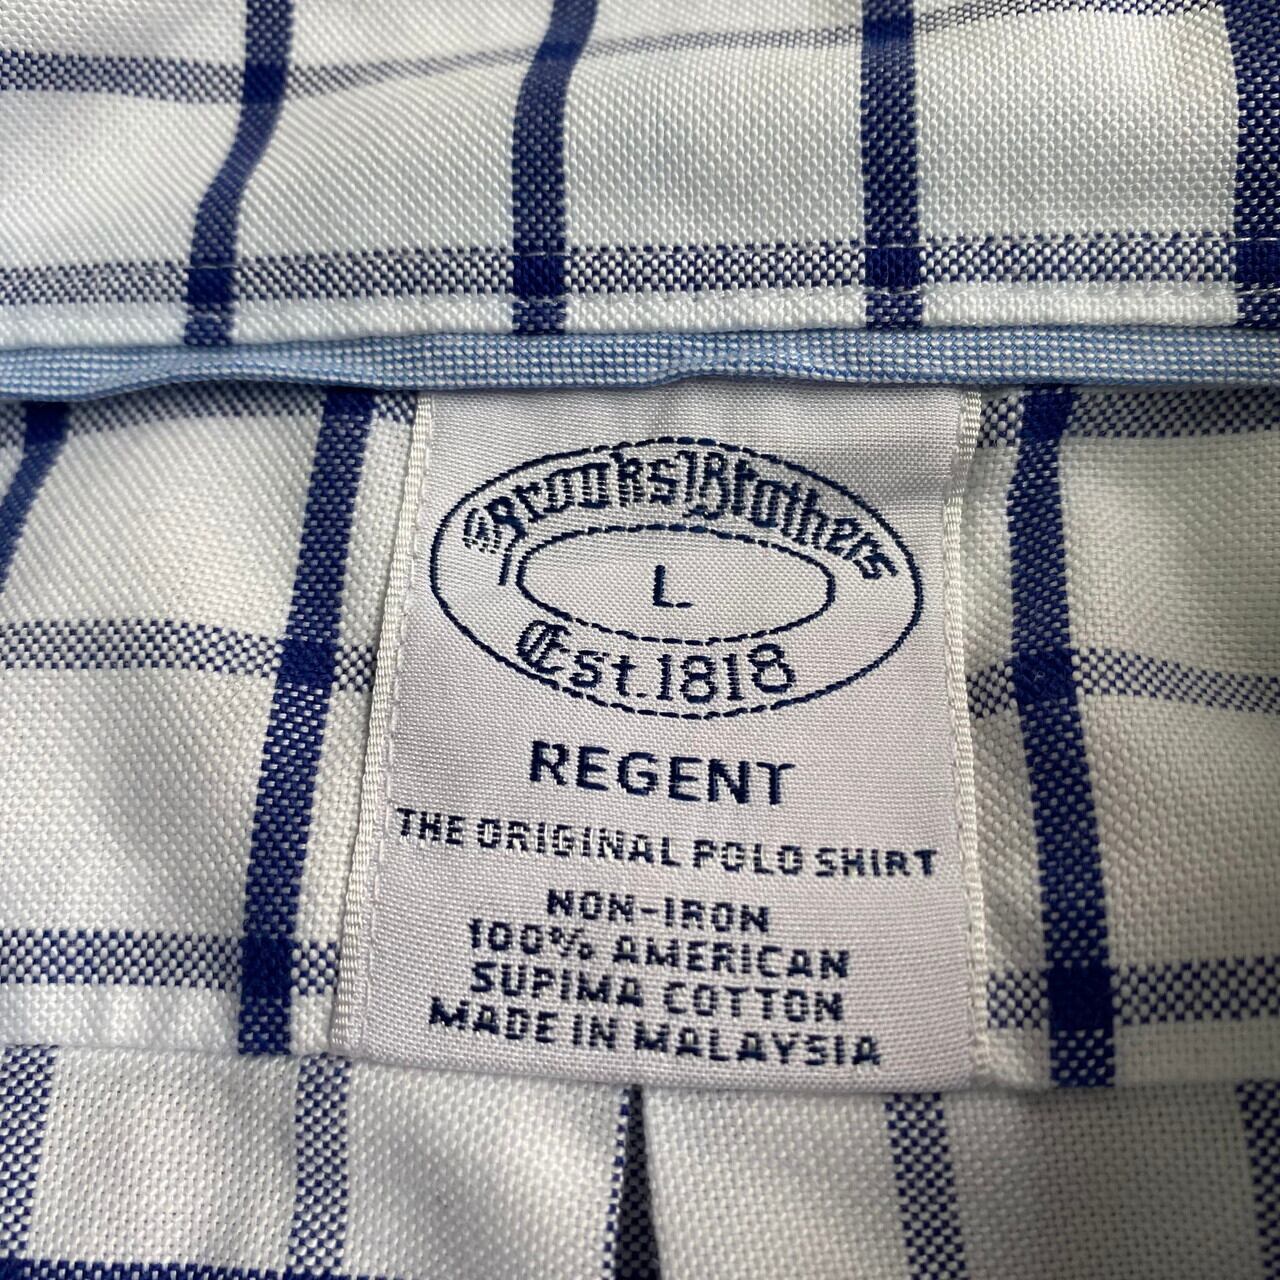 Brooks Brothers
L
Est. 1818
REGENT
THE ORIGINAL POLO SHIRT
NON-IRON
100% AMERICAN
SUPIMA COTTON
MADE IN MALAYSIA